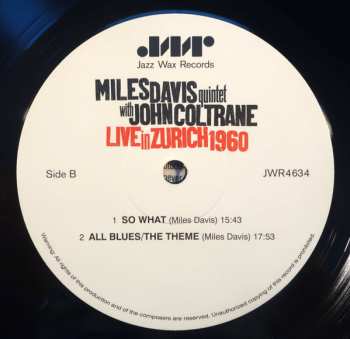 JWR
Jazz Wax Records
MILES DAVIS quintet
with JOHN COLTRANE
LIVE in ZURICH 1960
Side B
JWR4634
1 SO WHAT (Miles Davis) 15:43
2 ALL BLUES/THE THEME (Miles Davis) 17:53
Warning: All rights of this production and of the composers are reserved. Unauthorized copying of this record is prohibited.